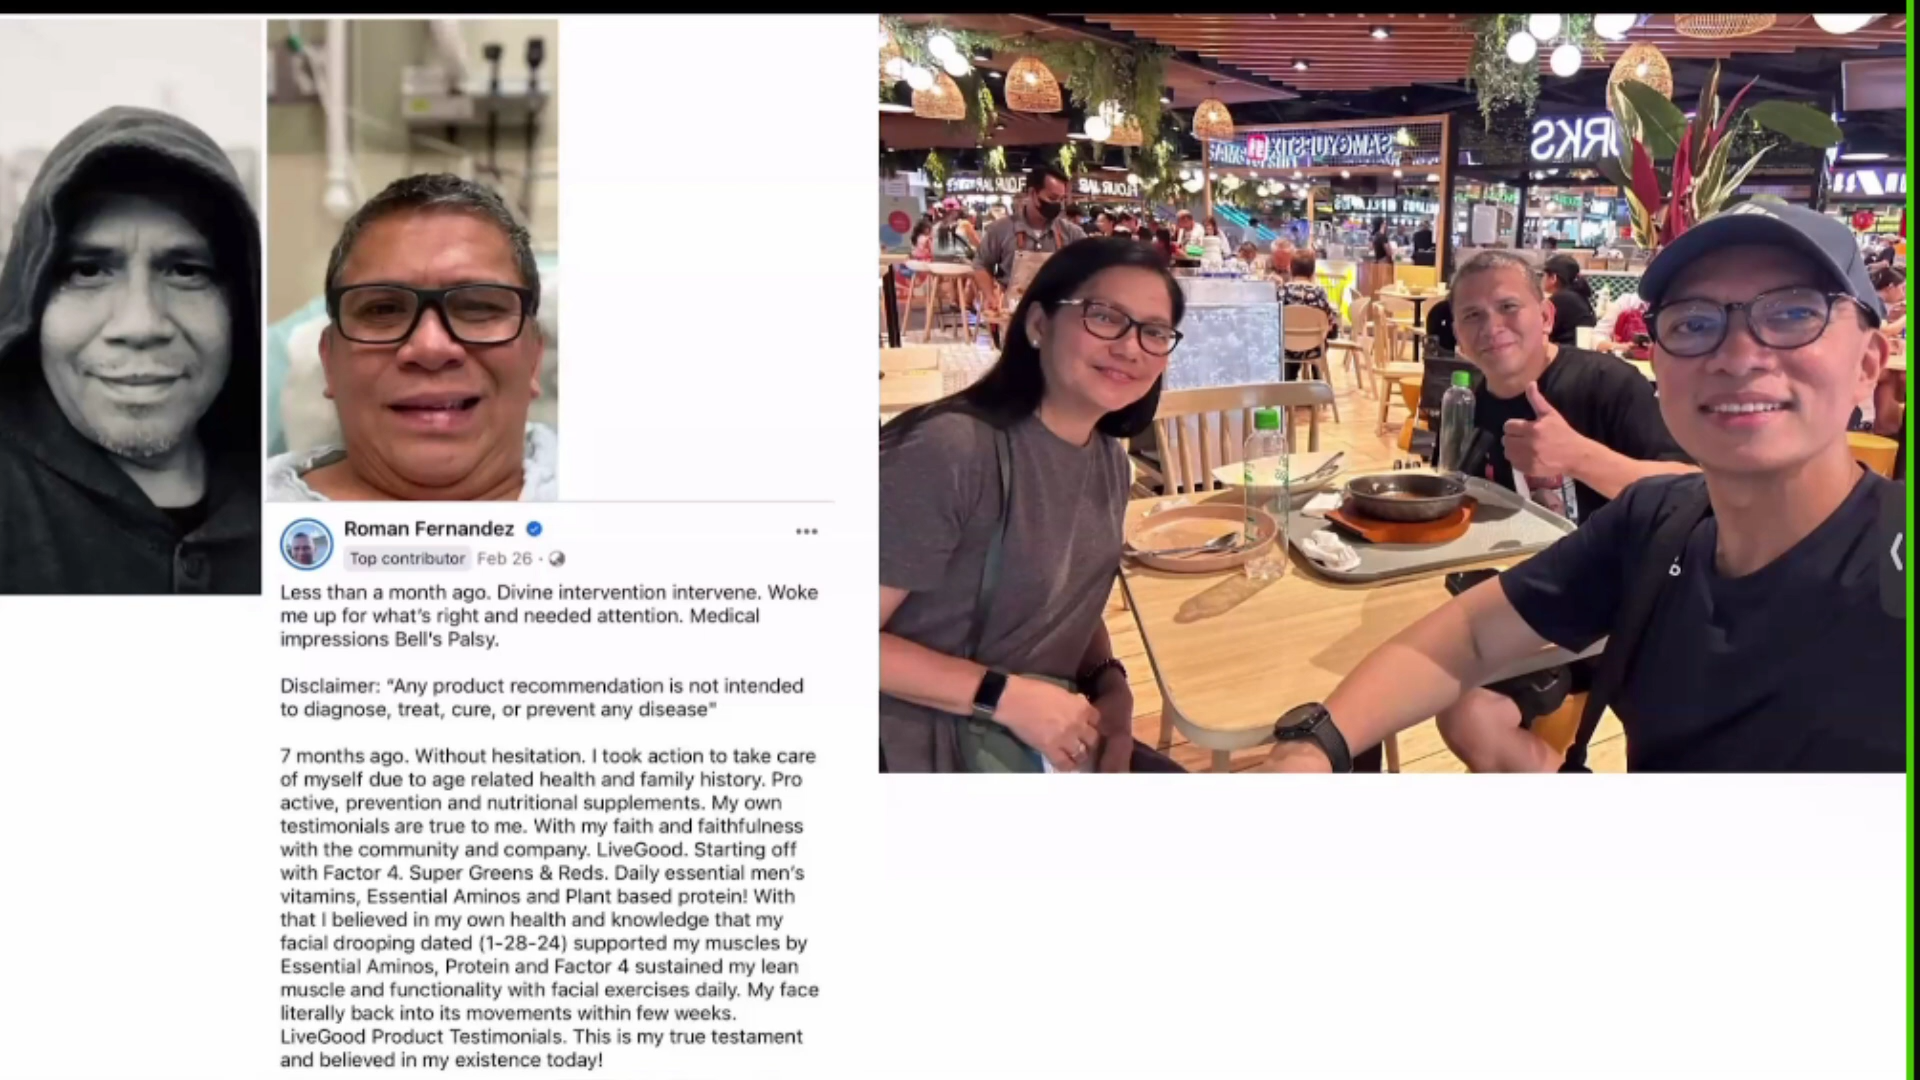 Roman Fernandez
Top contributor Feb 26
Less than a month ago. Divine intervention intervene. Woke
me up for what's right and needed attention. Medical
impressions Bell's Palsy.
Disclaimer: "Any product recommendation is not intended
to diagnose, treat, cure, or prevent any disease"
7 months ago. Without hesitation. I took action to take care
of myself due to age related health and family history. Pro
active, prevention and nutritional supplements. My own
testimonials are true to me. With my faith and faithfulness
with the community and company. LiveGood. Starting off
with Factor 4. Super Greens & Reds. Daily essential men's
vitamins, Essential Aminos and Plant based protein! With
that I believed in my own health and knowledge that my
facial drooping dated (1-28-24) supported my muscles by
Essential Aminos, Protein and Factor 4 sustained my lean
muscle and functionality with facial exercises daily. My face
literally back into its movements within few weeks.
LiveGood Product Testimonials. This is my true testament
and believed in my existence today!
SAMGYUPSTIX
RKS
FLOUR JAR
FLOUR JAR